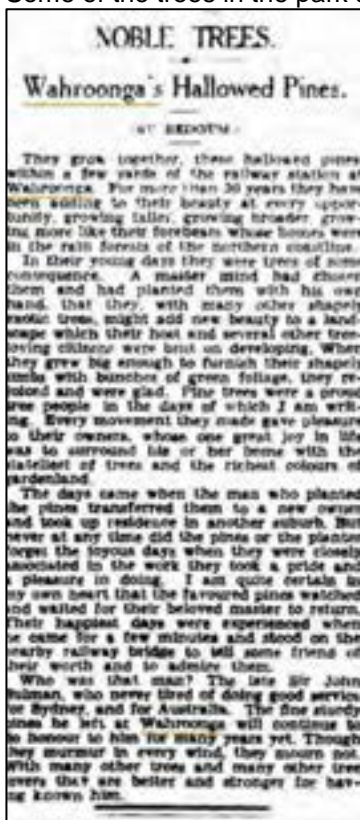 Some of the trees in the park
NOBLE TREES.
Wahroonga's Hallowed Pines.
They grow together, these hallowed pines
within a few yards of the railway station at
Wahroonga. For more than 30 years they have
been adding to their beauty at every oppor-
tunity, growing taller, growing broader, grow-
ing more like their forebears whose homes were
in the rain forests of the northern coastline.
In their young days they were trees of some
consequence. A master mind had chosen
them and had planted them with his own
hand, that they, with many other shapely
exotic trees, might add new beauty to a land-
scape which their host and several other tree-
loving citizens were bent on developing. When
they grew big enough to furnish their shapely
limbs with bunches of green foliage, they re-
joiced and were glad. Pine trees were a proud
tree people in the days of which I am writ-
ing. Every movement they made gave pleasure
to their owners, whose one great joy in life
was to surround his or her home with the
stateliest of trees and the richest colours of
gardenland.
The days came when the man who planted
the pines transferred them to a new owner
and took up residence in another suburb. But
never at any time did the pines or the planter
forget the joyous days when they were closely
associated in the work they took a pride and
a pleasure in doing. I am quite certain in
my own heart that the favoured pines watched
and waited for their beloved master to return.
Their happiest days were experienced when
he came for a few minutes and stood on the
nearby railway bridge to tell some friend of
their worth and to admire them.
Who was that man? The late Sir John
Sulman, who never tired of doing good service
for Sydney, and for Australia. The fine sturdy
pines he left at Wahroonga will continue to
do honour to him for many years yet. Though
they murmur in every wind, they mourn not.
With many other trees and many other tree
lovers that are better and stronger for hav-
ing known him.